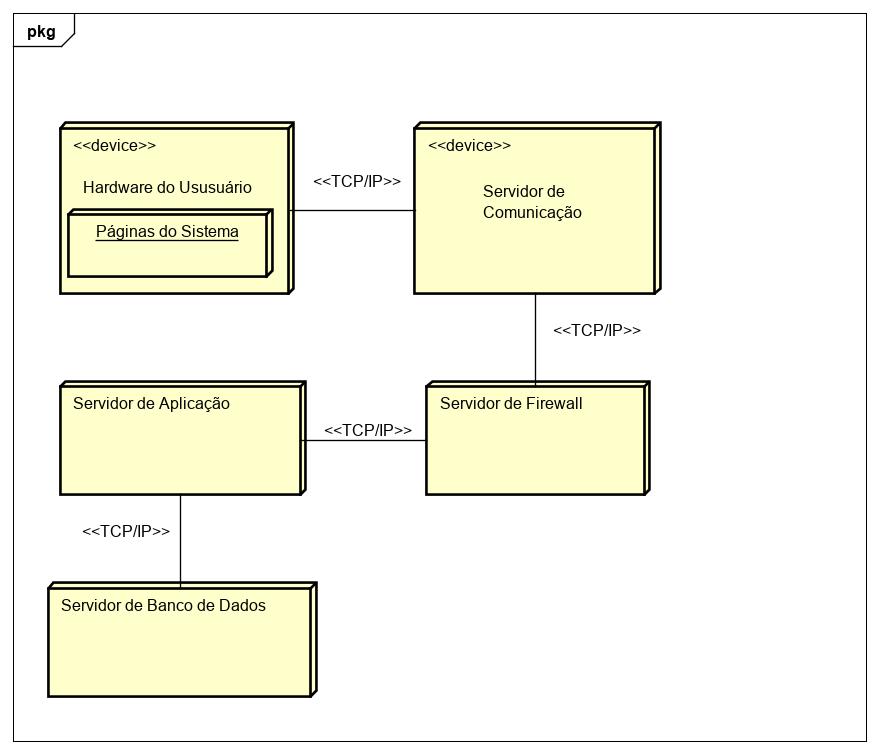 pkg
<<device>>
Hardware do Ususuário
Páginas do Sistema
<<TCP/IP>>
<<device>>
Servidor de
Comunicação
<<TCP/IP>>
Servidor de Aplicação
<<TCP/IP>>
Servidor de Firewall
<<TCP/IP>>
Servidor de Banco de Dados